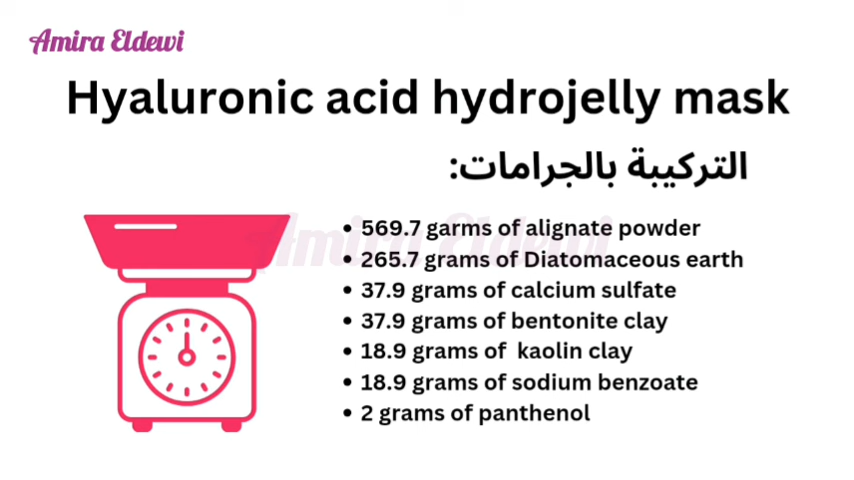 Amira Eldewi
Hyaluronic acid hydrojelly mask
التركيبة بالجرامات:
Amira Eldewi
• 569.7 garms of alignate powder
• 265.7 grams of Diatomaceous earth
• 37.9 grams of calcium sulfate
• 37.9 grams of bentonite clay
• 18.9 grams of kaolin clay
• 18.9 grams of sodium benzoate
• 2 grams of panthenol